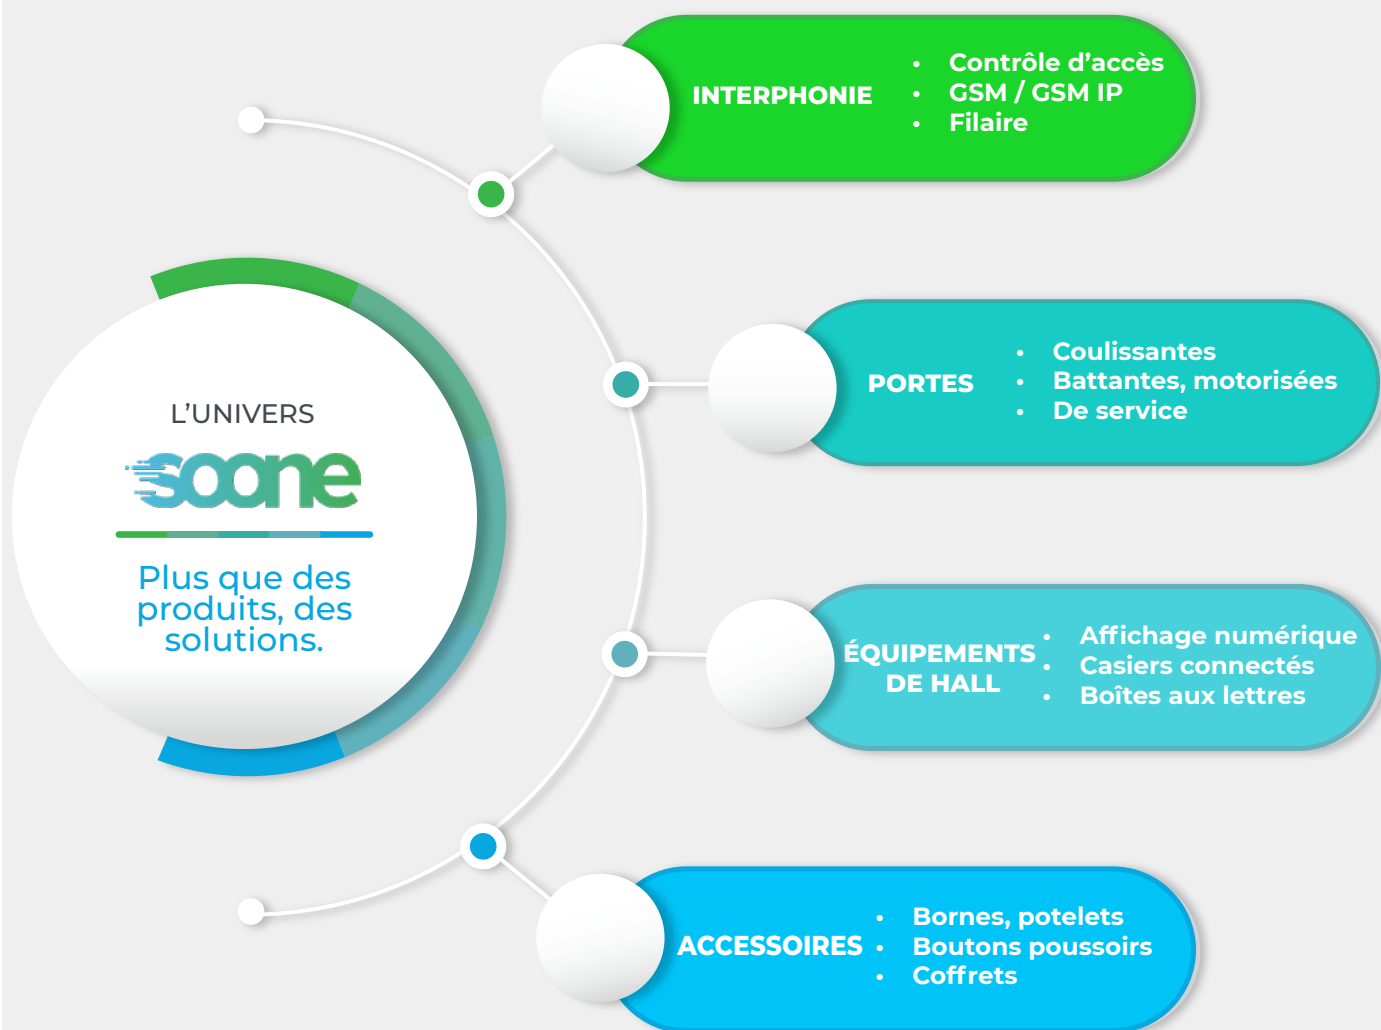 L'UNIVERS
soone
Plus que des
produits, des
solutions.
INTERPHONIE
• Contrôle d'accès
• GSM / GSM IP
• Filaire
PORTES
• Coulissantes
• Battantes, motorisées
• De service
ÉQUIPEMENTS
DE HALL
• Affichage numérique
• Casiers connectés
• Boîtes aux lettres
ACCESSOIRES
• Bornes, potelets
• Boutons poussoirs
• Coffrets